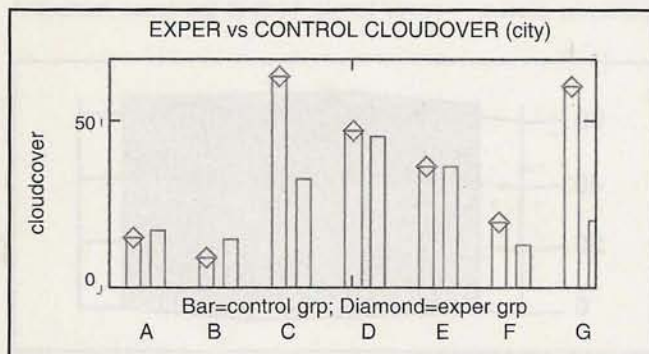 EXPER vs CONTROL CLOUDOVER (city)
cloudcover
50
0
Bar=control grp; Diamond=exper grp
A B C D E F G